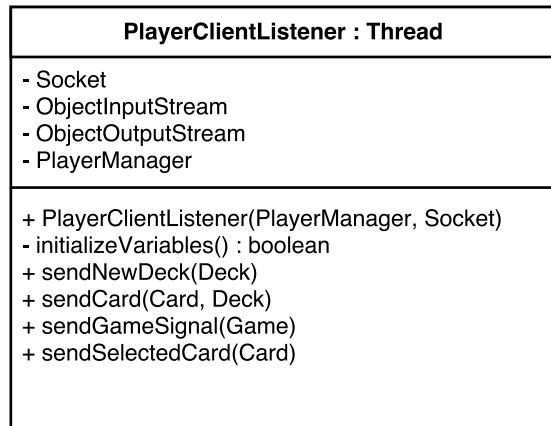 PlayerClientListener : Thread
- Socket
- ObjectInputStream
- ObjectOutputStream
- PlayerManager
+ PlayerClientListener(PlayerManager, Socket)
- initializeVariables() : boolean
+ sendNewDeck(Deck)
+ sendCard(Card, Deck)
+ sendGameSignal(Game)
+ sendSelectedCard(Card)